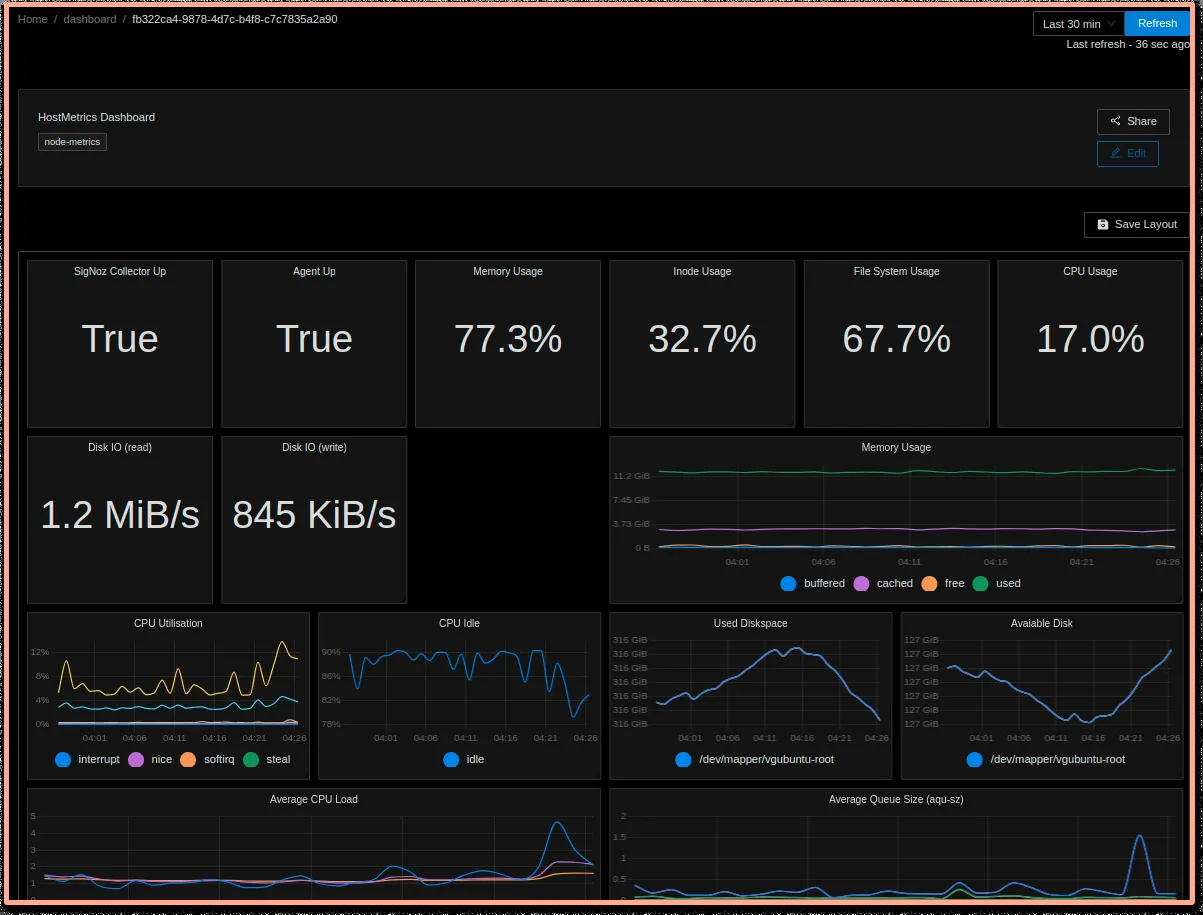 Home / dashboard / fb322ca4-9878-4d7c-b4f8-c7c7835a2a90
Last 30 min
Refresh
Last refresh - 36 sec ago
HostMetrics Dashboard
node-metrics
Share
Edit
Save Layout
SigNoz Collector Up
True
Agent Up
True
Memory Usage
77.3%
Inode Usage
32.7%
File System Usage
67.7%
CPU Usage
17.0%
Disk IO (read)
1.2 MiB/s
Disk IO (write)
845 KiB/s
Memory Usage
11.2 GiB
7.45 GiB
3.73 GiB
0 B
04:01 04:06 04:11 04:16 04:21 04:26
buffered cached free used
CPU Utilisation
12%
8%
4%
0%
04:01 04:06 04:11 04:16 04:21 04:26
interrupt nice softirq steal
CPU Idle
90%
86%
82%
78%
04:01 04:06 04:11 04:16 04:21 04:26
idle
Used Diskspace
316 GiB
316 GiB
316 GiB
316 GiB
316 GiB
316 GiB
316 GiB
04:01 04:06 04:11 04:16 04:21 04:26
/dev/mapper/vgubuntu-root
Avaiable Disk
127 GiB
127 GiB
127 GiB
127 GiB
127 GiB
127 GiB
127 GiB
04:01 04:06 04:11 04:16 04:21 04:26
/dev/mapper/vgubuntu-root
Average CPU Load
5
4
3
2
1
Average Queue Size (aqu-sz)
2
1.5
1
0.5